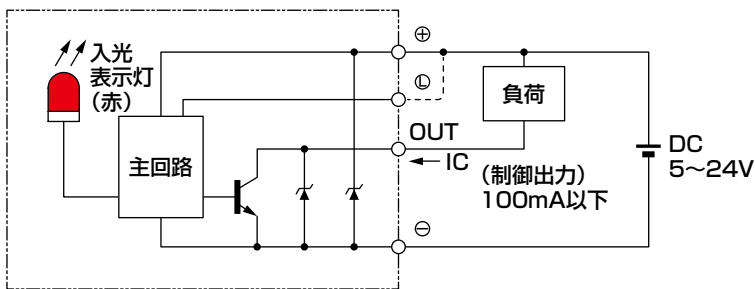 入光
表示灯
(赤)
主回路
⊕
Ⓛ
負荷
OUT
IC
(制御出力)
100mA以下
DC
5～24V
⊖